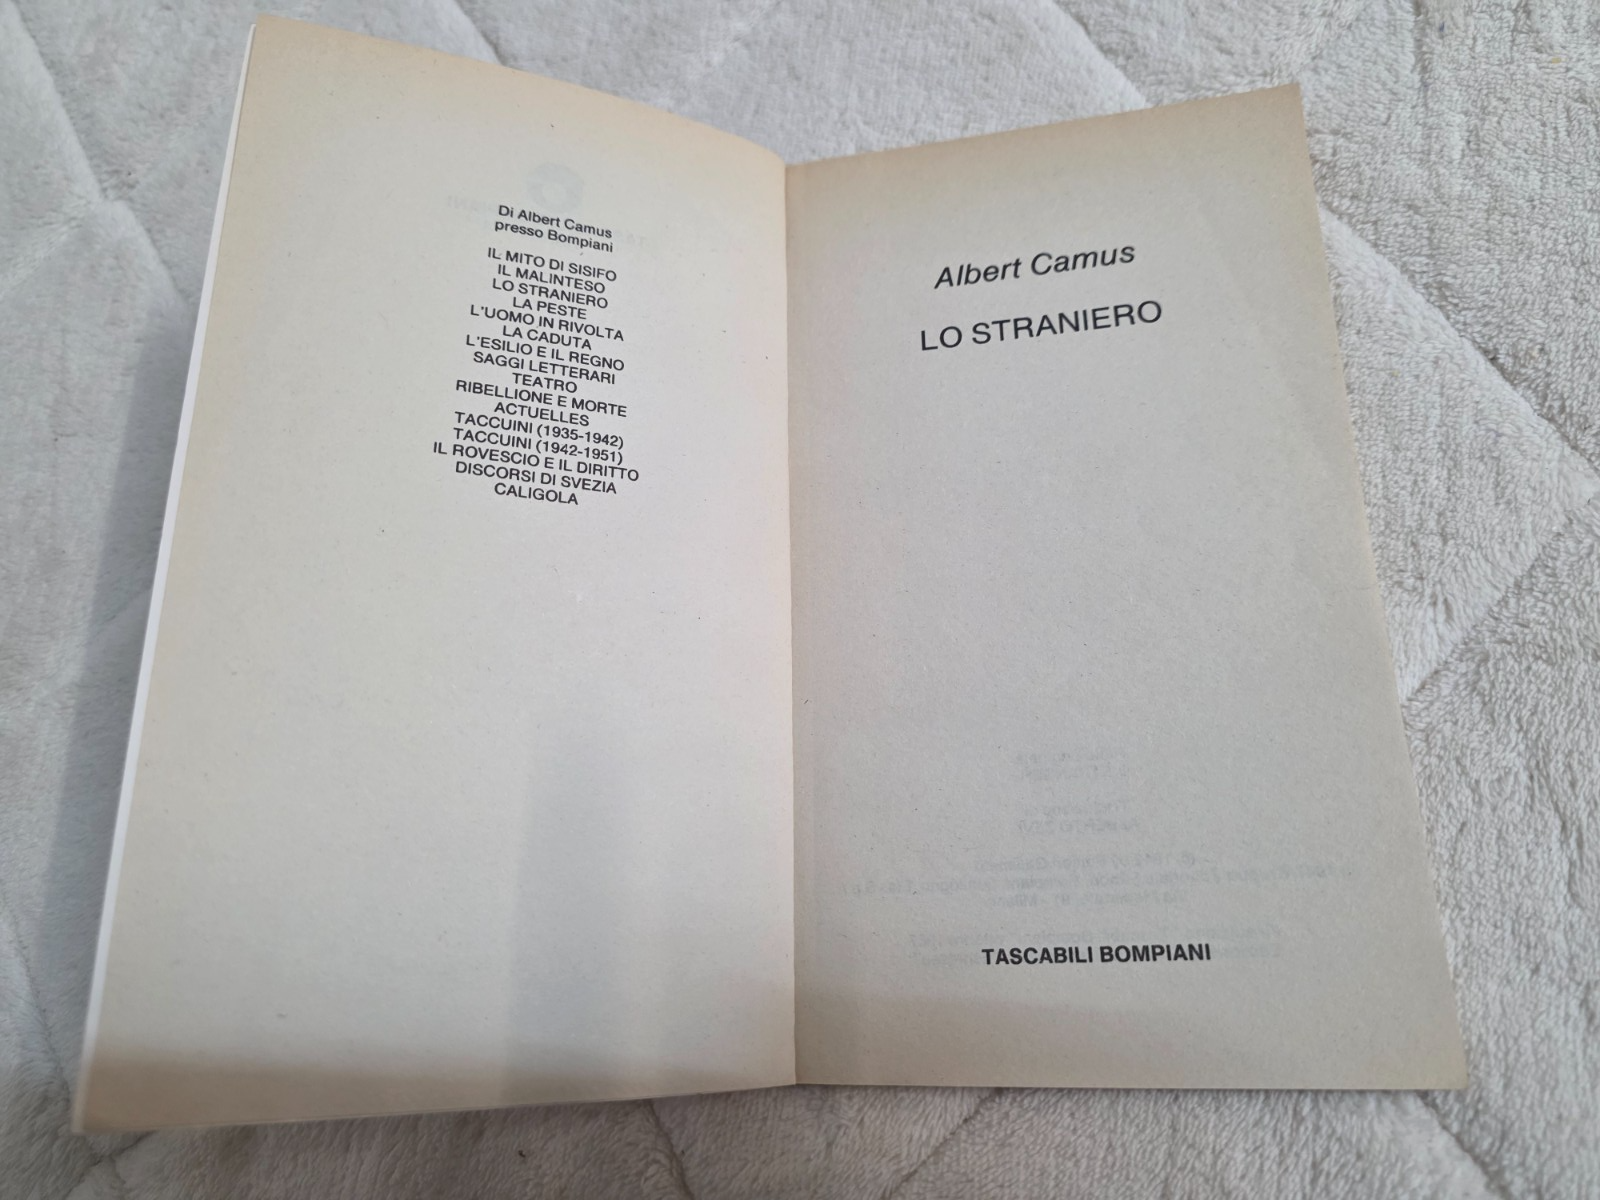 Di Albert Camus
presso Bompiani
IL MITO DI SISIFO
IL MALINTESO
LO STRANIERO
LA PESTE
L'UOMO IN RIVOLTA
LA CADUTA
L'ESILIO E IL REGNO
SAGGI LETTERARI
TEATRO
RIBELLIONE E MORTE
ACTUELLES
TACCUINI (1935-1942)
TACCUINI (1942-1951)
IL ROVESCIO E IL DIRITTO
DISCORSI DI SVEZIA
CALIGOLA
Albert Camus
LO STRANIERO
TASCABILI BOMPIANI